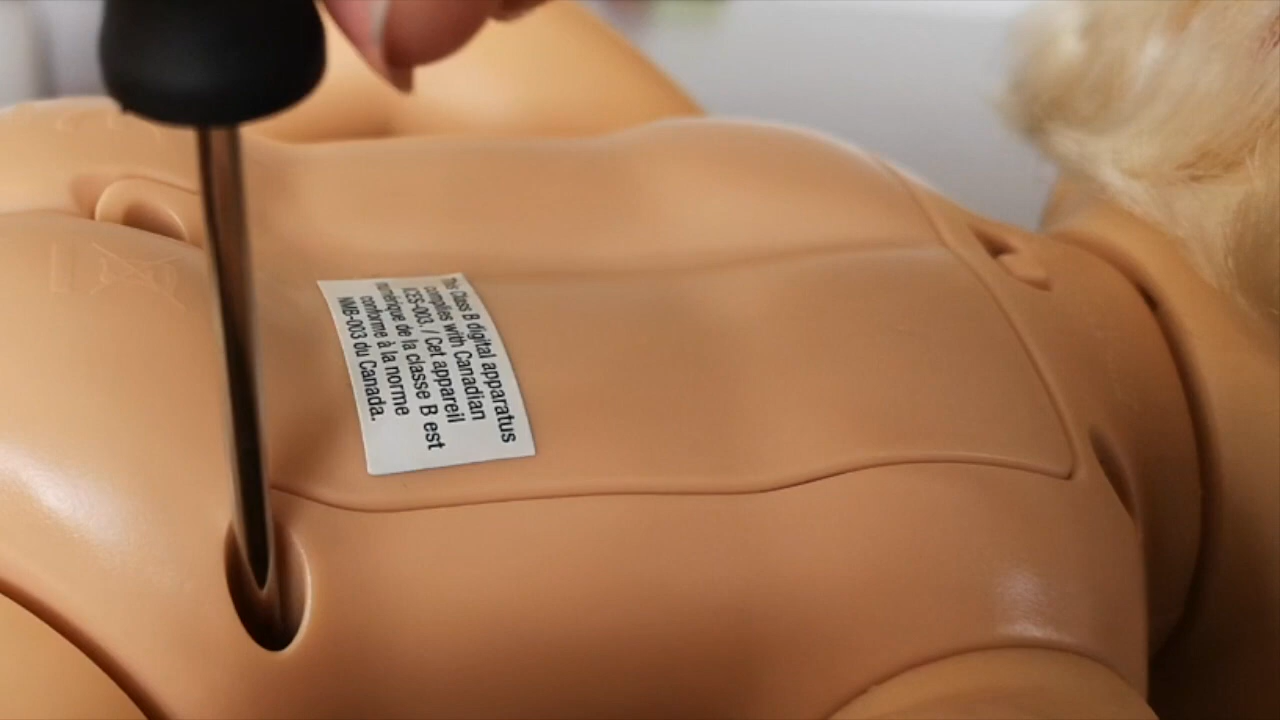 This Class B digital apparatus
complies with Canadian
ICES-003. / Cet appareil
numérique de la classe B est
conforme à la norme
NMB-003 du Canada.